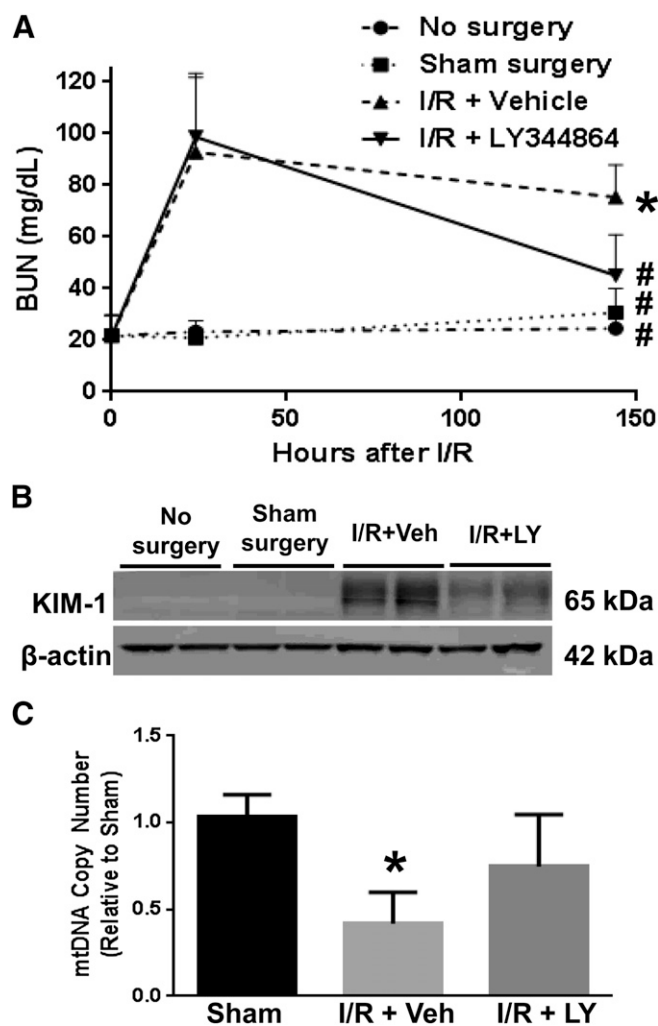 A
No surgery
Sham surgery
I/R + Vehicle
I/R + LY344864
BUN (mg/dL)
120
100
80
60
40
20
0
*
#
#
#
0
50
100
150
Hours after I/R
B
No surgery
Sham surgery
I/R+Veh
I/R+LY
KIM-1
65 kDa
β-actin
42 kDa
C
mtDNA Copy Number
(Relative to Sham)
1.5
1.0
0.5
0.0
*
Sham
I/R + Veh
I/R + LY